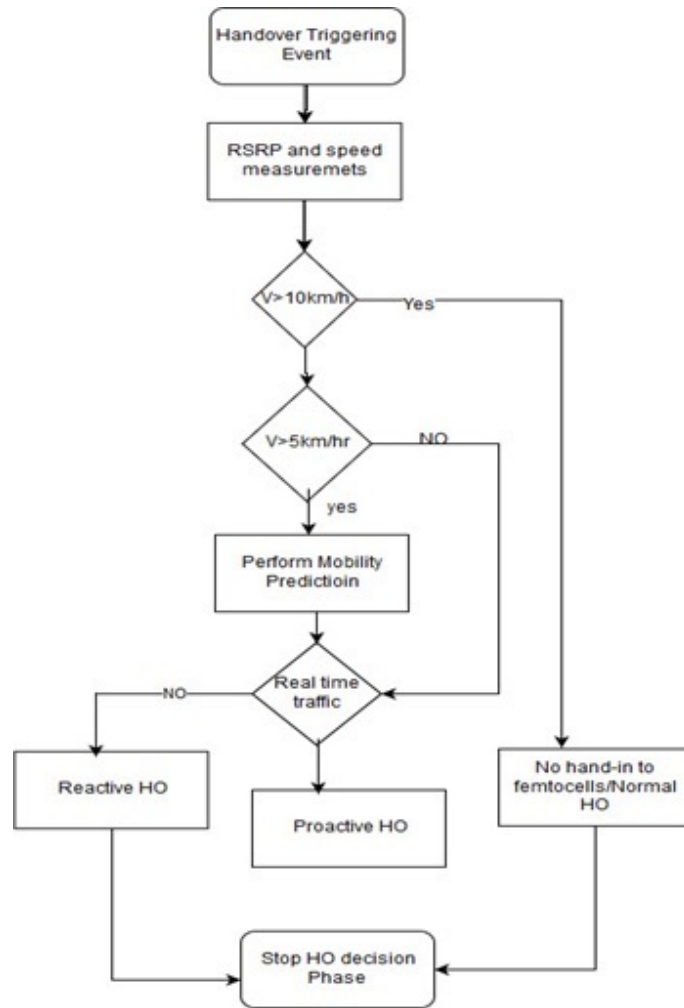 Handover Triggering
Event
RSRP and speed
measuremets
V>10km/h
Yes
V>5km/hr
NO
yes
Perform Mobility
Predictioin
Real time
traffic
NO
Reactive HO
Proactive HO
No hand-in to
femtocells/Normal
HO
Stop HO decision
Phase